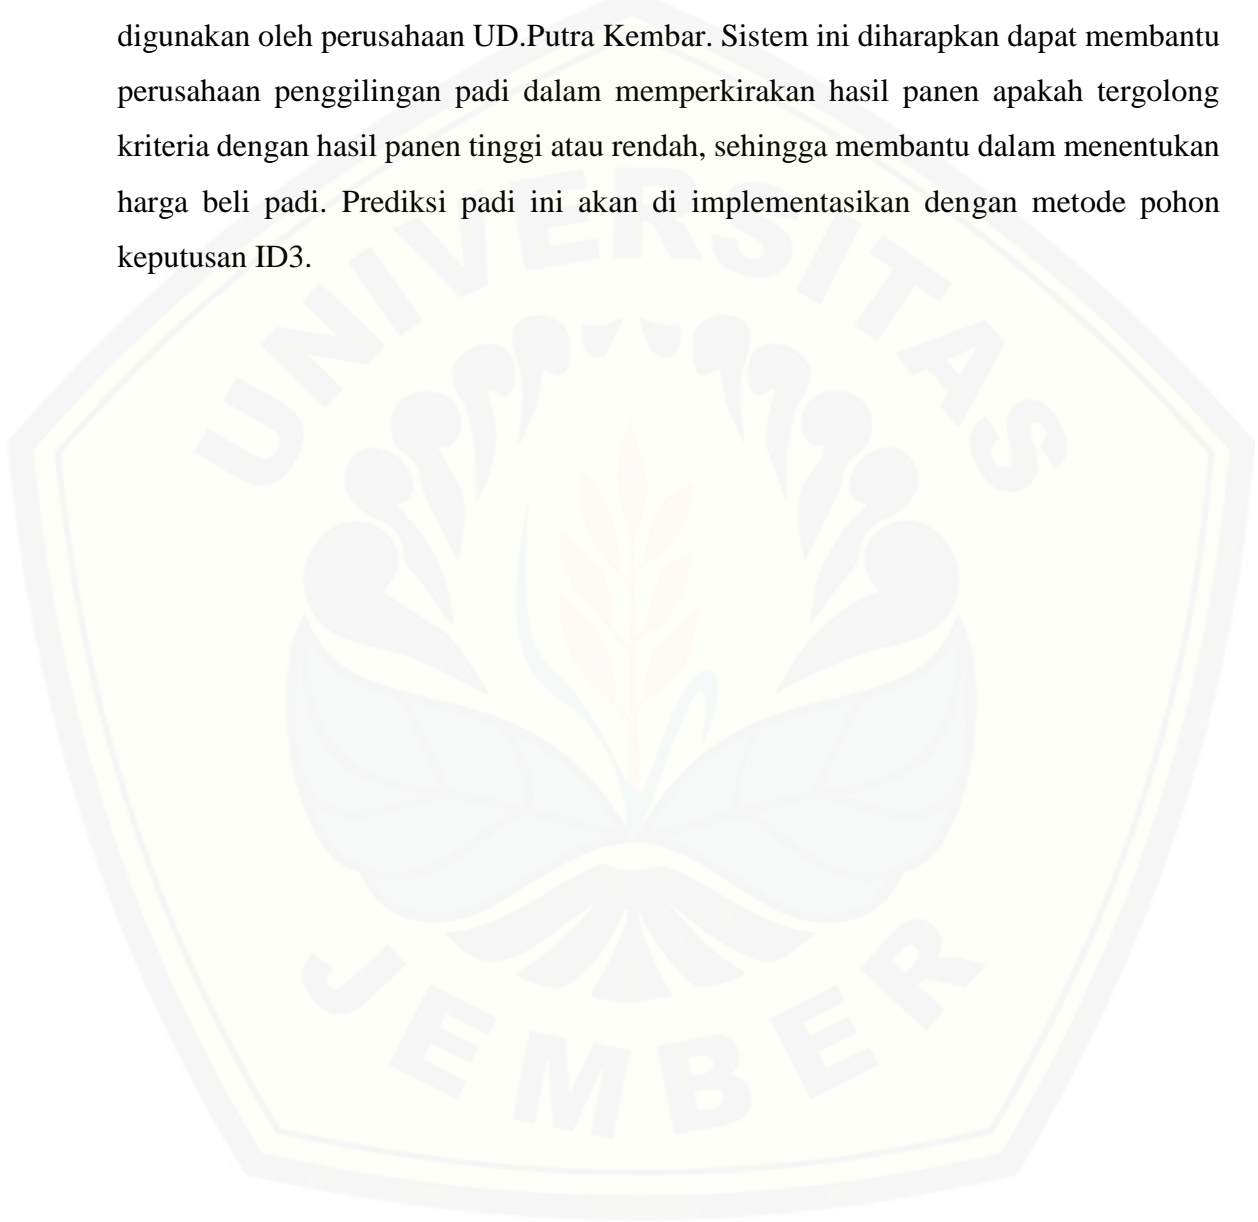 digunakan oleh perusahaan UD.Putra Kembar. Sistem ini diharapkan dapat membantu
perusahaan penggilingan padi dalam memperkirakan hasil panen apakah tergolong
kriteria dengan hasil panen tinggi atau rendah, sehingga membantu dalam menentukan
harga beli padi. Prediksi padi ini akan di implementasikan dengan metode pohon
keputusan ID3.
UNIVERSITAS
JEMBER